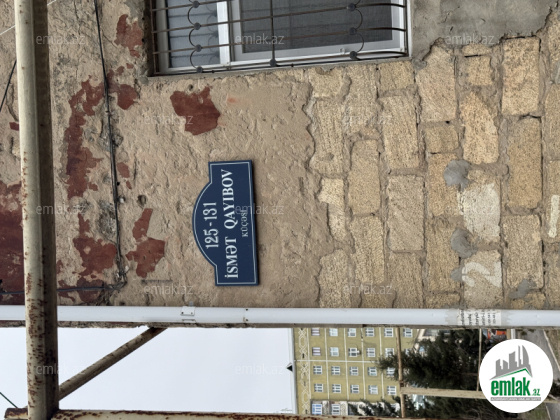 125-131
İSMƏT QAYIBOV
KÜÇƏSİ
emlak.az